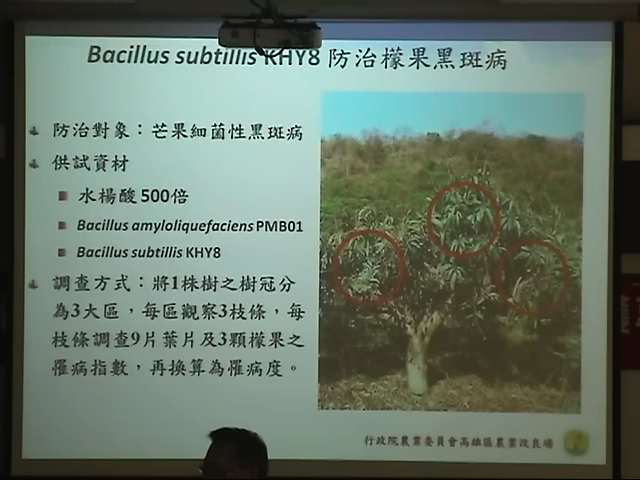 Bacillus subtillis KHY8 防治檬果黑斑病
防治對象：芒果細菌性黑斑病
供試資材
水楊酸 500倍
Bacillus amyloliquefaciens PMB01
Bacillus subtillis KHY8
調查方式：將1株樹之樹冠分
為3大區，每區觀察3枝條，每
枝條調查9片葉片及3顆檬果之
罹病指數，再換算為罹病度。
行政院農業委員會高雄區農業改良場